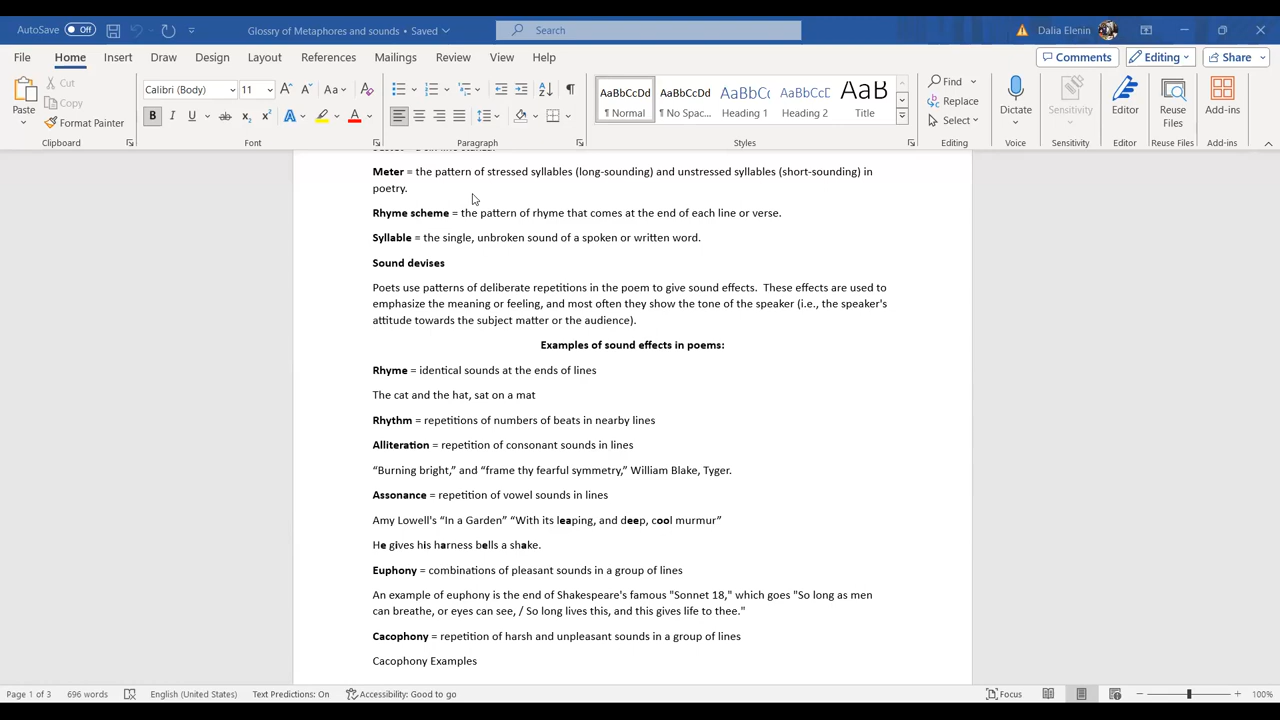 AutoSave Off Glossry of Metaphores and sounds • Saved Search Dalia Elenin
File Home Insert Draw Design Layout References Mailings Review View Help Comments Editing Share
Paste Cut Copy Format Painter Calibri (Body) 11 Aa AaBbCcDd AaBbCcDd AaBbCc AaBbCcC AaB Find Replace Select Dictate Sensitivity Editor Reuse Files Add-ins
¶ Normal ¶ No Spac... Heading 1 Heading 2 Title
Clipboard Font Paragraph Styles Editing Voice Sensitivity Editor Reuse Files Add-ins
Meter = the pattern of stressed syllables (long-sounding) and unstressed syllables (short-sounding) in
poetry.
Rhyme scheme = the pattern of rhyme that comes at the end of each line or verse.
Syllable = the single, unbroken sound of a spoken or written word.
Sound devises
Poets use patterns of deliberate repetitions in the poem to give sound effects.  These effects are used to
emphasize the meaning or feeling, and most often they show the tone of the speaker (i.e., the speaker's
attitude towards the subject matter or the audience).
Examples of sound effects in poems:
Rhyme = identical sounds at the ends of lines
The cat and the hat, sat on a mat
Rhythm = repetitions of numbers of beats in nearby lines
Alliteration = repetition of consonant sounds in lines
“Burning bright,” and “frame thy fearful symmetry,” William Blake, Tyger.
Assonance = repetition of vowel sounds in lines
Amy Lowell's “In a Garden” “With its leaping, and deep, cool murmur”
He gives his harness bells a shake.
Euphony = combinations of pleasant sounds in a group of lines
An example of euphony is the end of Shakespeare's famous "Sonnet 18," which goes "So long as men
can breathe, or eyes can see, / So long lives this, and this gives life to thee."
Cacophony = repetition of harsh and unpleasant sounds in a group of lines
Cacophony Examples
Page 1 of 3 696 words English (United States) Text Predictions: On Accessibility: Good to go Focus 100%